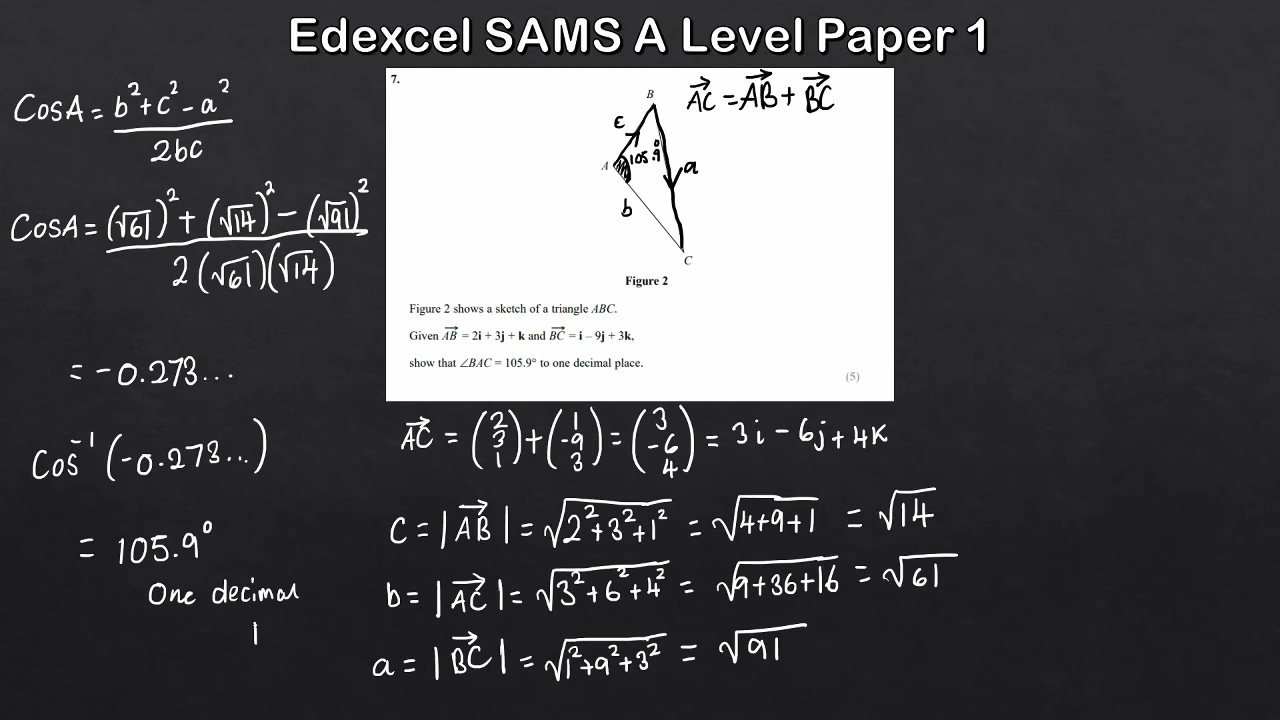 Edexcel SAMS A Level Paper 1
CosA = b²+c²-a² / 2bc
CosA = (√61)² + (√14)² - (√91)² / 2(√61)(√14)
= -0.273...
Cos⁻¹(-0.273...)
= 105.9°
One decimal
7.
B
AC = AB + BC
c
A
105.9°
a
b
C
Figure 2
Figure 2 shows a sketch of a triangle ABC.
Given AB = 2i + 3j + k and BC = i – 9j + 3k,
show that ∠BAC = 105.9° to one decimal place.
(5)
AC = (2 3 1) + (1 -9 3) = (3 -6 4) = 3i - 6j + 4k
C = |AB| = √2²+3²+1² = √4+9+1 = √14
b = |AC| = √3²+6²+4² = √9+36+16 = √61
a = |BC| = √1²+9²+3² = √91